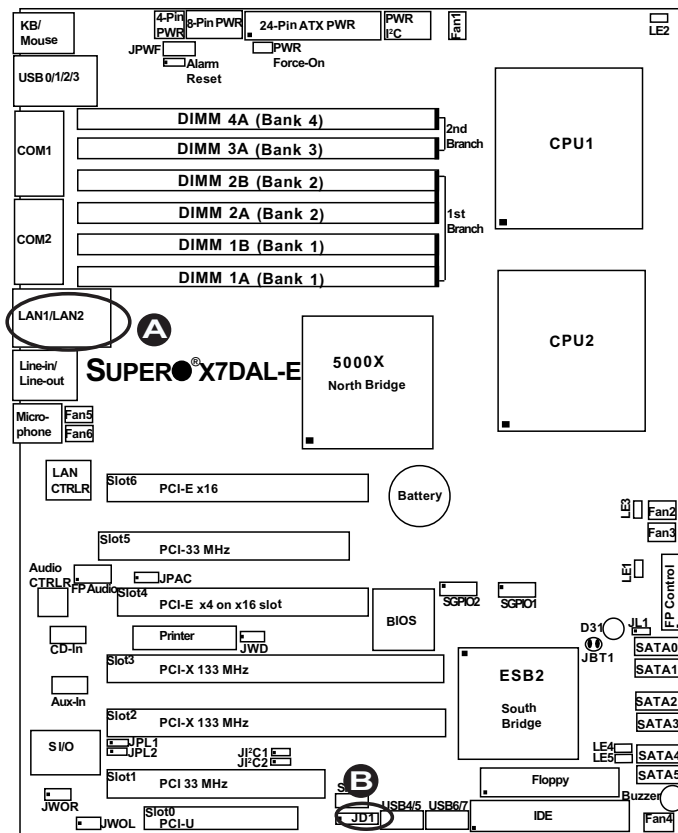 KB/
Mouse
4-Pin
PWR
8-Pin PWR
24-Pin ATX PWR
PWR
I²C
Fan1
LE2
JPWF
Alarm
Reset
PWR
Force-On
USB 0/1/2/3
COM1
COM2
DIMM 4A (Bank 4)
DIMM 3A (Bank 3)
DIMM 2B (Bank 2)
DIMM 2A (Bank 2)
DIMM 1B (Bank 1)
DIMM 1A (Bank 1)
2nd
Branch
1st
Branch
CPU1
CPU2
LAN1/LAN2
A
SUPER®X7DAL-E
5000X
North Bridge
Line-in/
Line-out
Micro-
phone
Fan5
Fan6
LAN
CTRLR
Slot6
PCI-E x16
Battery
LE3
Fan2
Fan3
Slot5
PCI-33 MHz
Audio
CTRLR
FP Audio
JPAC
LE1
FP Control
Slot4
PCI-E x4 on x16 slot
BIOS
SGPIO2
SGPIO1
D31
JL1
JBT1
CD-In
Printer
JWD
SATA0
SATA1
SATA2
SATA3
SATA4
SATA5
Slot3
PCI-X 133 MHz
ESB2
South
Bridge
Aux-In
Slot2
PCI-X 133 MHz
S I/O
JPL1
JPL2
JI²C1
JI²C2
LE4
LE5
Slot1
PCI 33 MHz
B
Floppy
Buzzer
JWOR
JD1
USB4/5
USB6/7
IDE
Fan4
JWOL
Slot0
PCI-U